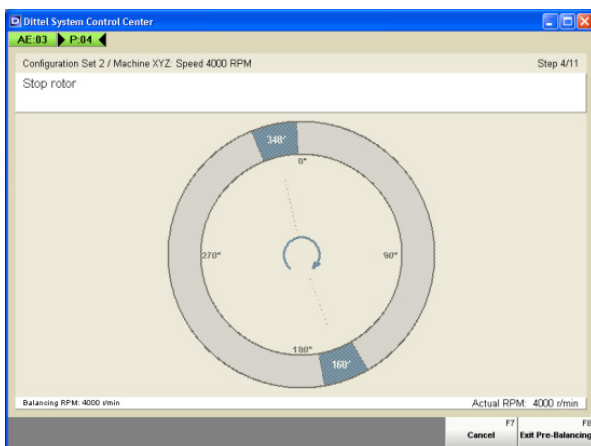 Dittel System Control Center
AE:03 P:04
Configuration Set 2 / Machine XYZ: Speed 4000 RPM Step 4/11
Stop rotor
348°
0°
270° 90°
180°
160°
Balancing RPM: 4000 r/min Actual RPM: 4000 r/min
F7 F8
Cancel Exit Pre-Balancing